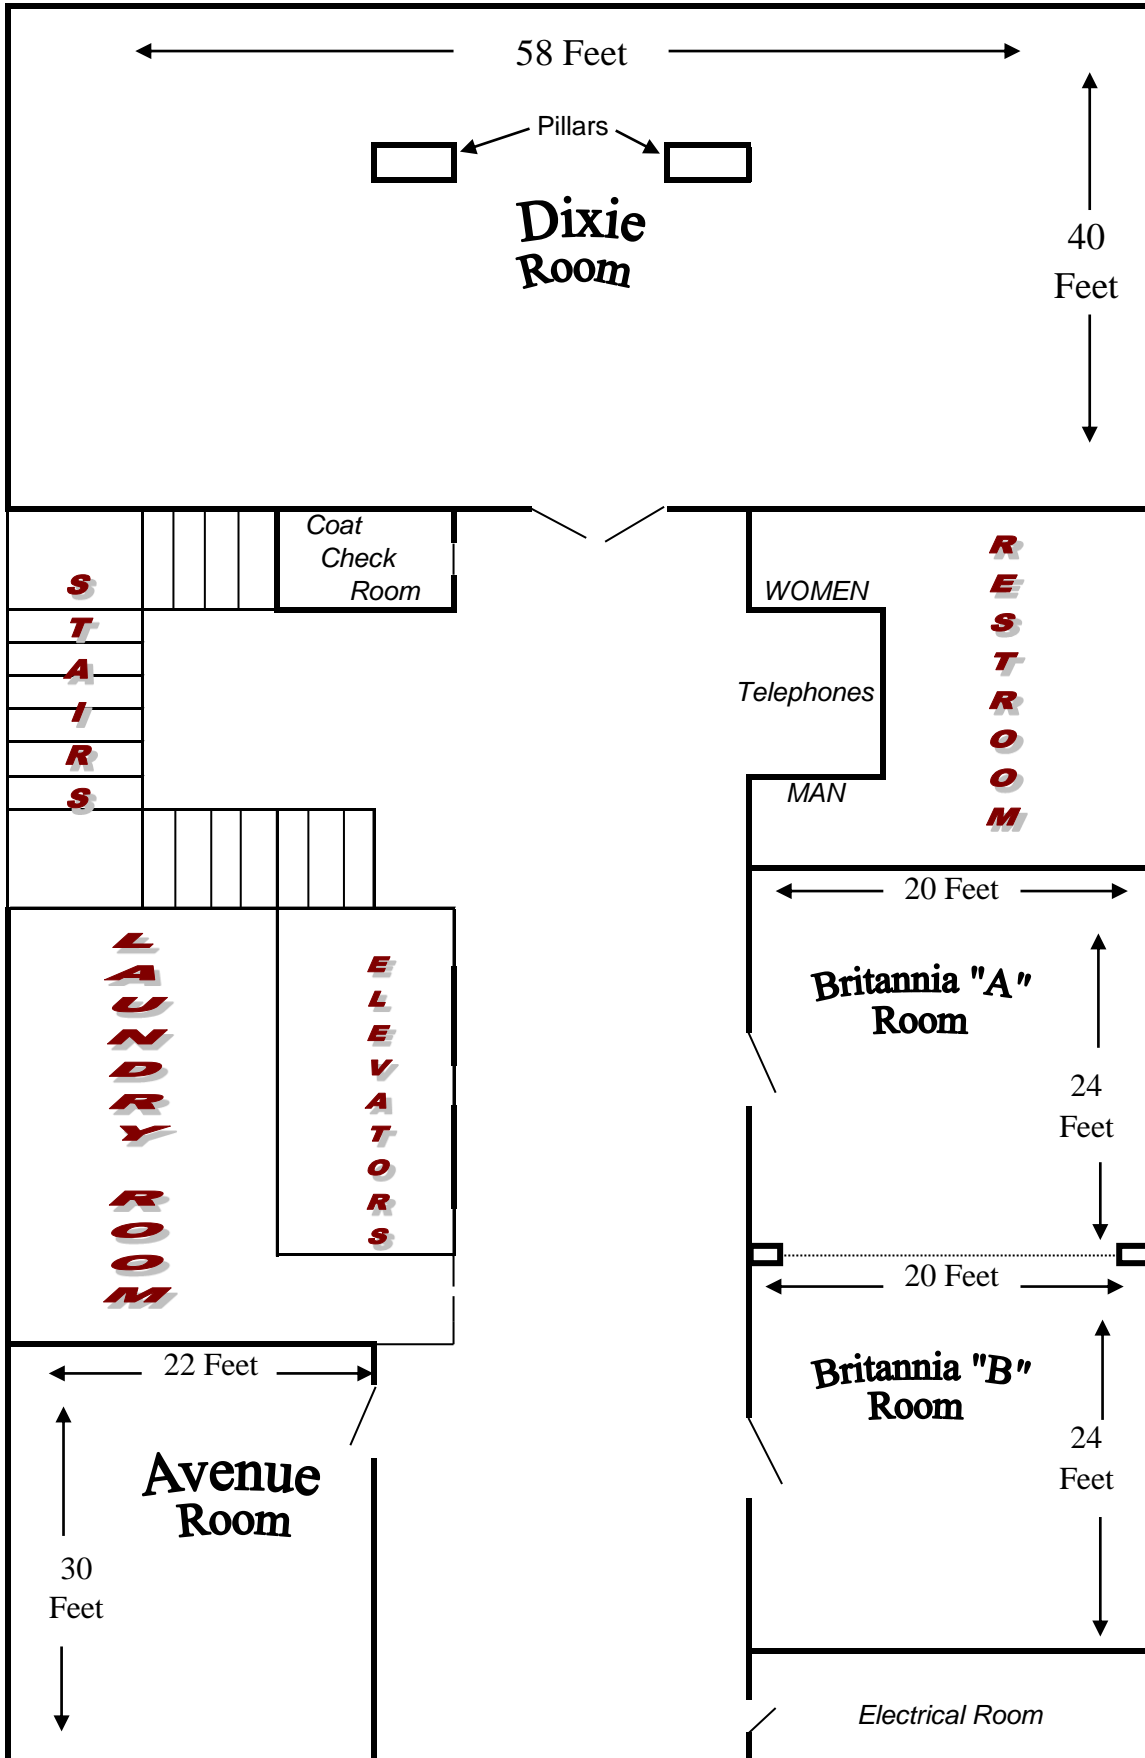 58 Feet
Pillars
Dixie
Room
40
Feet
Coat
Check
Room
STAIRS
WOMEN
Telephones
MAN
RESTROOM
20 Feet
Britannia "A"
Room
24
Feet
LAUNDRY ROOM
ELEVATORS
20 Feet
Britannia "B"
Room
24
Feet
22 Feet
Avenue
Room
30
Feet
Electrical Room